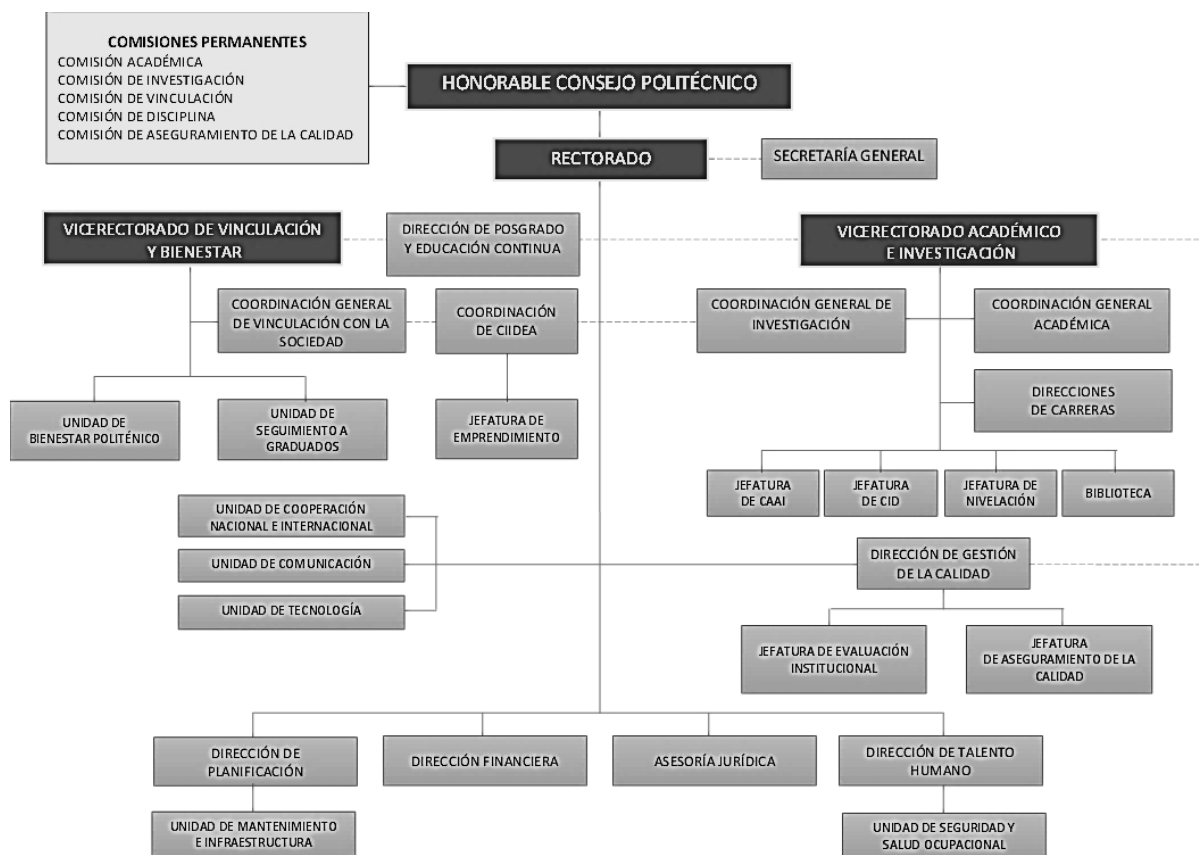 COMISIONES PERMANENTES
COMISIÓN ACADÉMICA
COMISIÓN DE INVESTIGACIÓN
COMISIÓN DE VINCULACIÓN
COMISIÓN DE DISCIPLINA
COMISIÓN DE ASEGURAMIENTO DE LA CALIDAD
HONORABLE CONSEJO POLITÉCNICO
RECTORADO
SECRETARÍA GENERAL
VICERECTORADO DE VINCULACIÓN
Y BIENESTAR
DIRECCIÓN DE POSGRADO
Y EDUCACIÓN CONTINUA
VICERECTORADO ACADÉMICO
E INVESTIGACIÓN
COORDINACIÓN GENERAL
DE VINCULACIÓN CON LA
SOCIEDAD
COORDINACIÓN
DE CIIDEA
COORDINACIÓN GENERAL DE
INVESTIGACIÓN
COORDINACIÓN GENERAL
ACADÉMICA
UNIDAD DE
BIENESTAR POLITÉNICO
UNIDAD DE
SEGUIMIENTO A
GRADUADOS
JEFATURA DE
EMPRENDIMIENTO
DIRECCIONES
DE CARRERAS
JEFATURA
DE CAAI
JEFATURA
DE CID
JEFATURA DE
NIVELACIÓN
BIBLIOTECA
UNIDAD DE COOPERACIÓN
NACIONAL E INTERNACIONAL
UNIDAD DE COMUNICACIÓN
UNIDAD DE TECNOLOGÍA
DIRECCIÓN DE GESTIÓN
DE LA CALIDAD
JEFATURA DE EVALUACIÓN
INSTITUCIONAL
JEFATURA
DE ASEGURAMIENTO DE LA
CALIDAD
DIRECCIÓN DE
PLANIFICACIÓN
DIRECCIÓN FINANCIERA
ASESORÍA JURÍDICA
DIRECCIÓN DE TALENTO
HUMANO
UNIDAD DE MANTENIMIENTO
E INFRAESTRUCTURA
UNIDAD DE SEGURIDAD Y
SALUD OCUPACIONAL